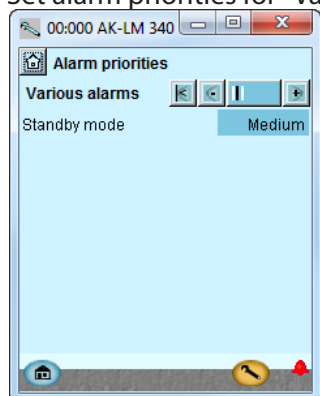 Set alarm priorities for "va
00:000 AK-LM 340
Alarm priorities
Various alarms
Standby mode Medium